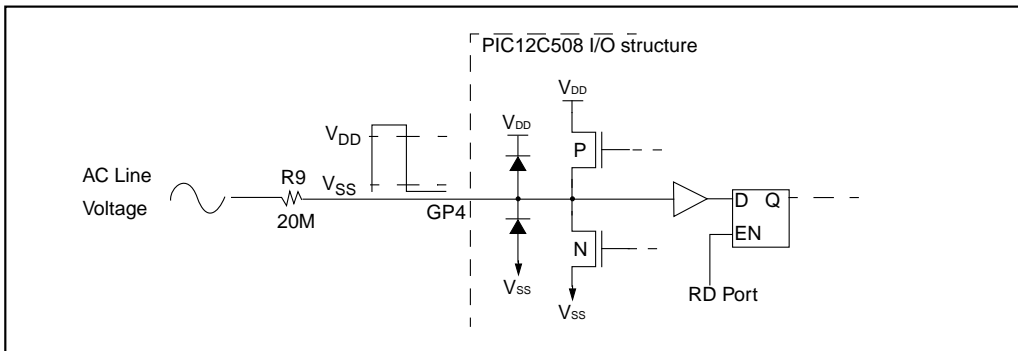 PIC12C508 I/O structure
VDD
VDD
VDD
P
AC Line
Voltage
R9
20M
VSS
GP4
D Q
EN
N
VSS
VSS
RD Port